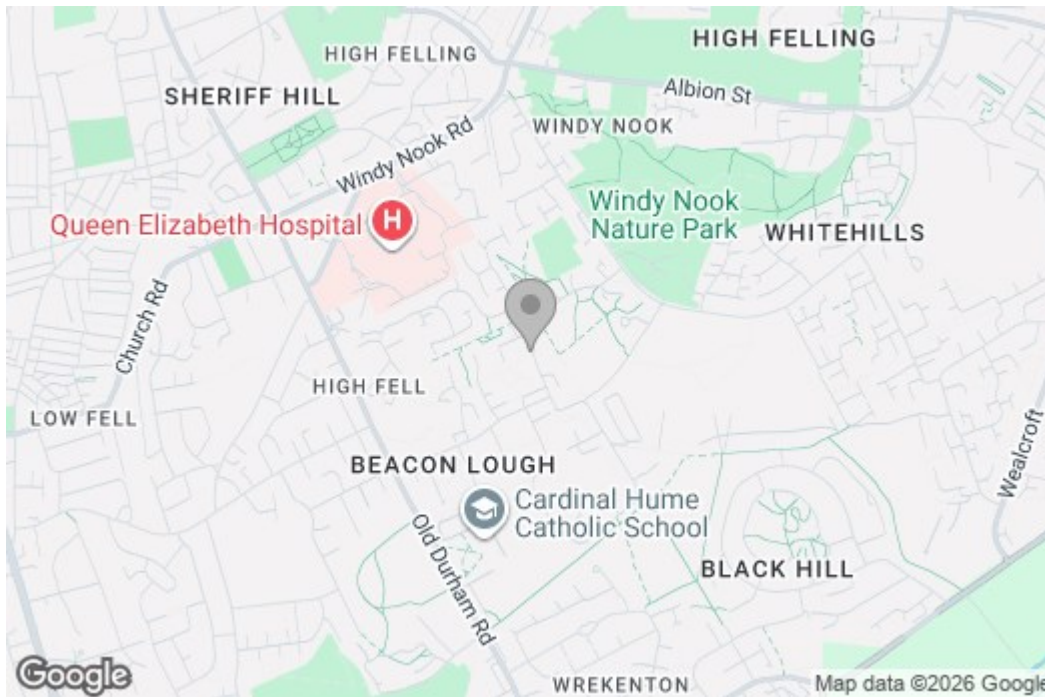 HIGH FELLING
HIGH FELLING
SHERIFF HILL
Albion St
WINDY NOOK
Windy Nook Rd
Queen Elizabeth Hospital
H
Windy Nook
Nature Park
WHITEHILLS
Church Rd
HIGH FELL
LOW FELL
Wealcroft
BEACON LOUGH
Cardinal Hume
Catholic School
Old Durham Rd
BLACK HILL
Google
WREKENTON
Map data ©2026 Google